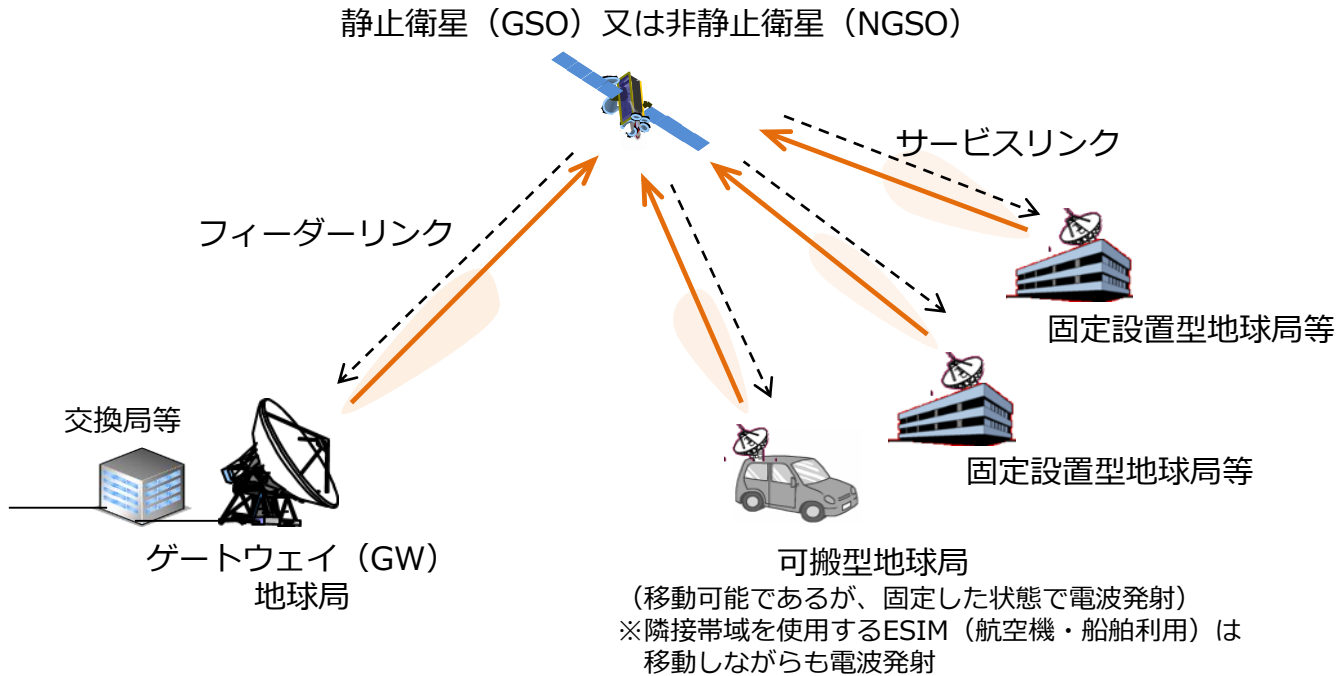 静止衛星（GSO）又は非静止衛星（NGSO）
サービスリンク
フィーダーリンク
固定設置型地球局等
交換局等
固定設置型地球局等
ゲートウェイ（GW）
地球局
可搬型地球局
（移動可能であるが、固定した状態で電波発射）
※隣接帯域を使用するESIM（航空機・船舶利用）は
移動しながらも電波発射